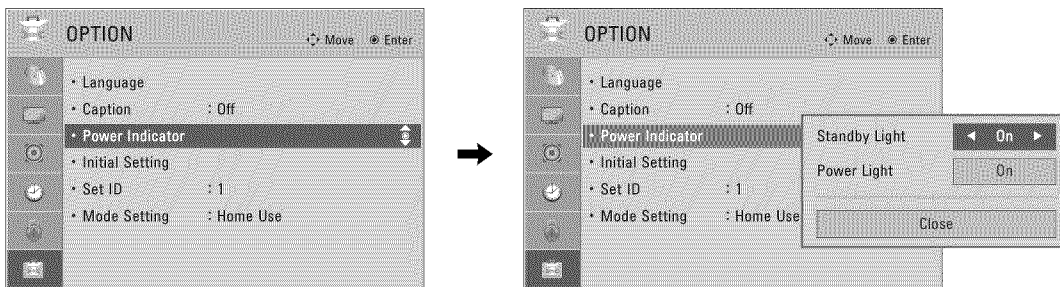 OPTION
Move Enter
• Language
• Caption : Off
• Power Indicator
• Initial Setting
• Set ID : 1
• Mode Setting : Home Use
OPTION
Move Enter
• Language
• Caption : Off
• Power Indicator
• Initial Setting
• Set ID : 1
• Mode Setting : Home Use
Standby Light ◄ On ►
Power Light On
Close